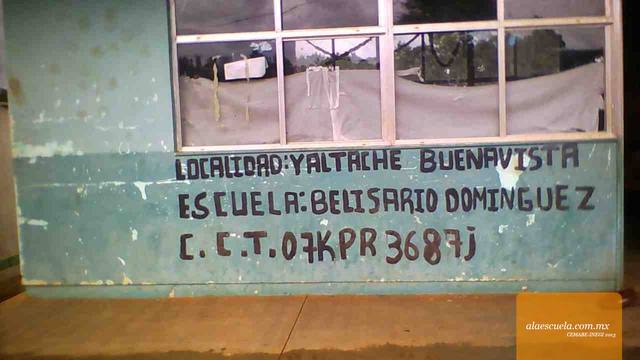 LOCALIDAD:YALTACHE BUENAVISTA
ESCUELA:BELISARIO DOMINGUEZ
C.C.T.07KPR3687j
alaescuela.com.mx
CEMABE-INEGI 2013